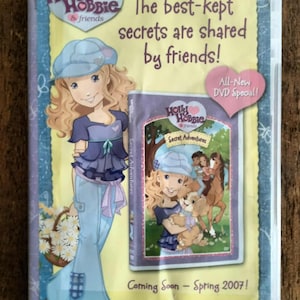 Holly
Hobbie
& friends
The best-kept
secrets are shared
by friends!
All-New
DVD Special!
Holly
Hobbie
Secret Adventures
Coming Soon – Spring 2007!